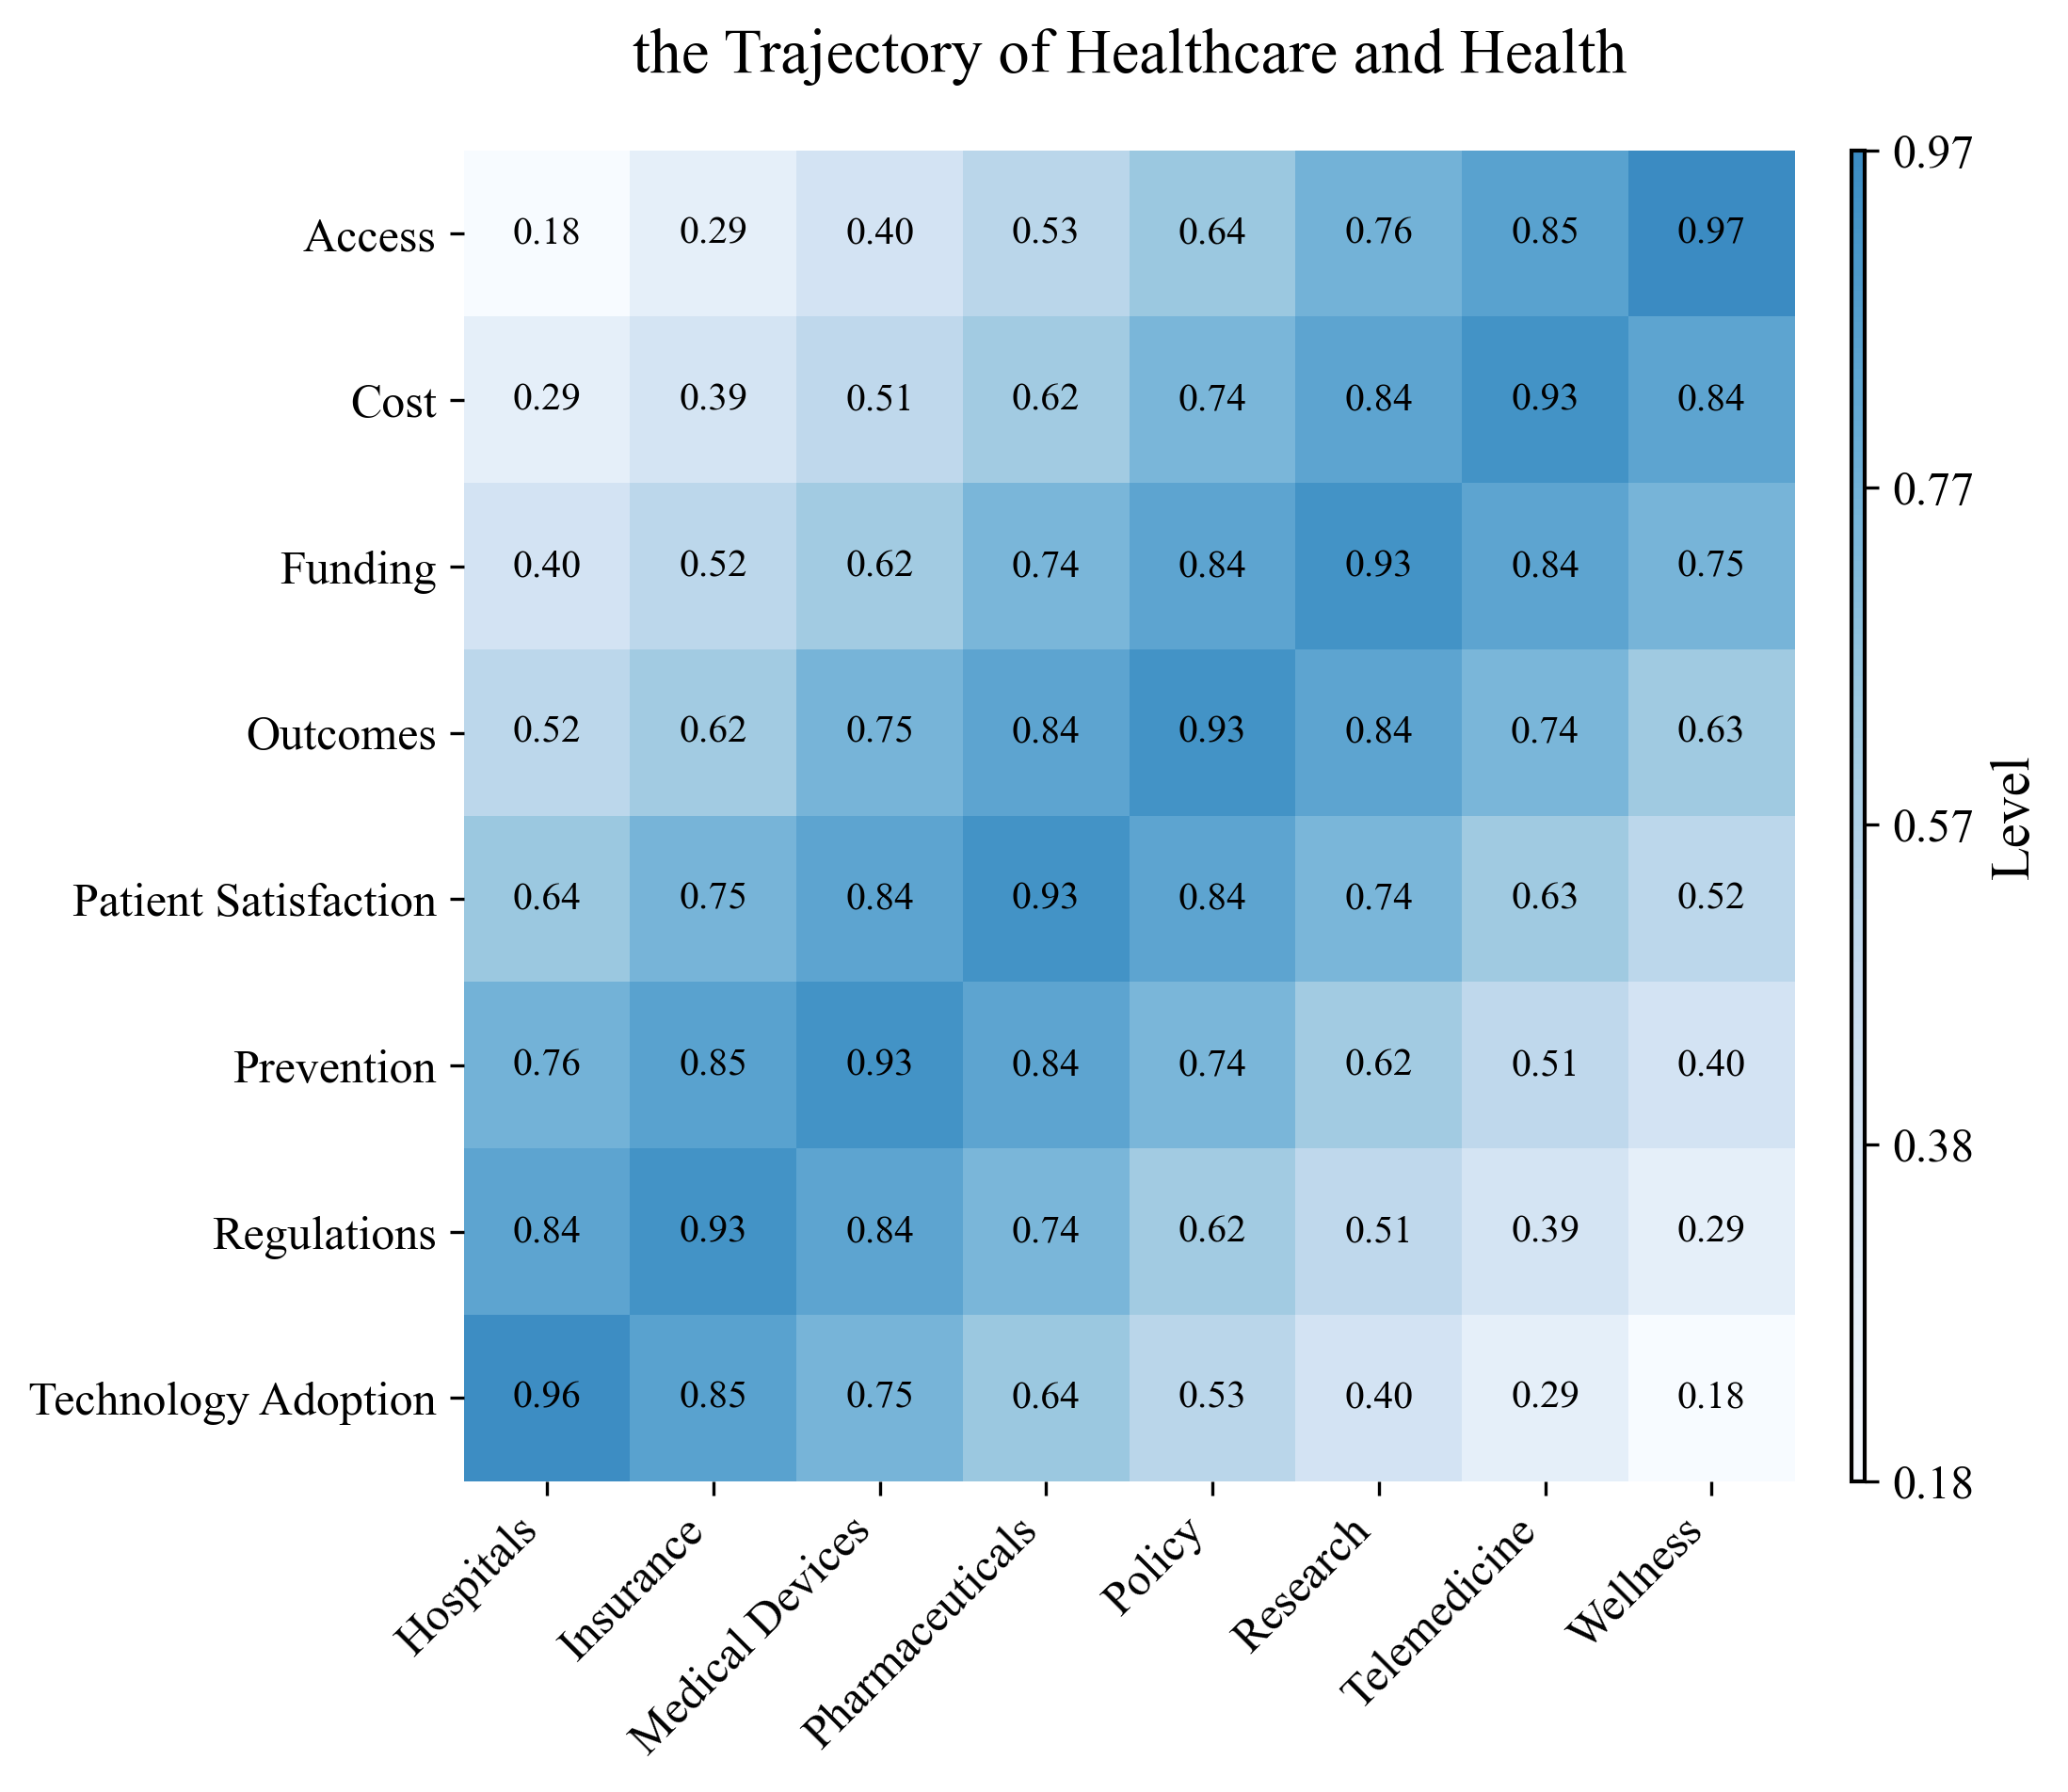 the Trajectory of Healthcare and Health
Access 0.18 0.29 0.40 0.53 0.64 0.76 0.85 0.97
Cost 0.29 0.39 0.51 0.62 0.74 0.84 0.93 0.84
Funding 0.40 0.52 0.62 0.74 0.84 0.93 0.84 0.75
Outcomes 0.52 0.62 0.75 0.84 0.93 0.84 0.74 0.63
Patient Satisfaction 0.64 0.75 0.84 0.93 0.84 0.74 0.63 0.52
Prevention 0.76 0.85 0.93 0.84 0.74 0.62 0.51 0.40
Regulations 0.84 0.93 0.84 0.74 0.62 0.51 0.39 0.29
Technology Adoption 0.96 0.85 0.75 0.64 0.53 0.40 0.29 0.18
Hospitals
Insurance
Medical Devices
Pharmaceuticals
Policy
Research
Telemedicine
Wellness
0.97
0.77
0.57
0.38
0.18
Level